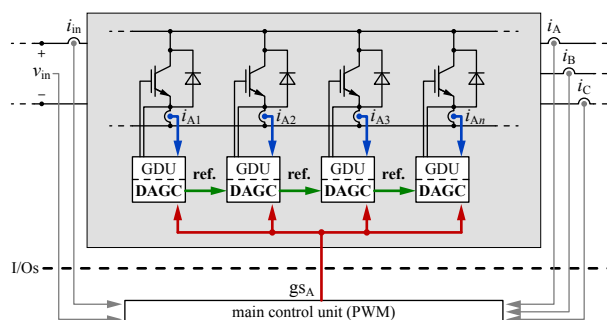 i_in
i_A
+
v_in
i_B
−
i_C
i_A1
i_A2
i_A3
i_An
GDU
DAGC
ref.
GDU
DAGC
ref.
GDU
DAGC
ref.
GDU
DAGC
I/Os
gs_A
main control unit (PWM)